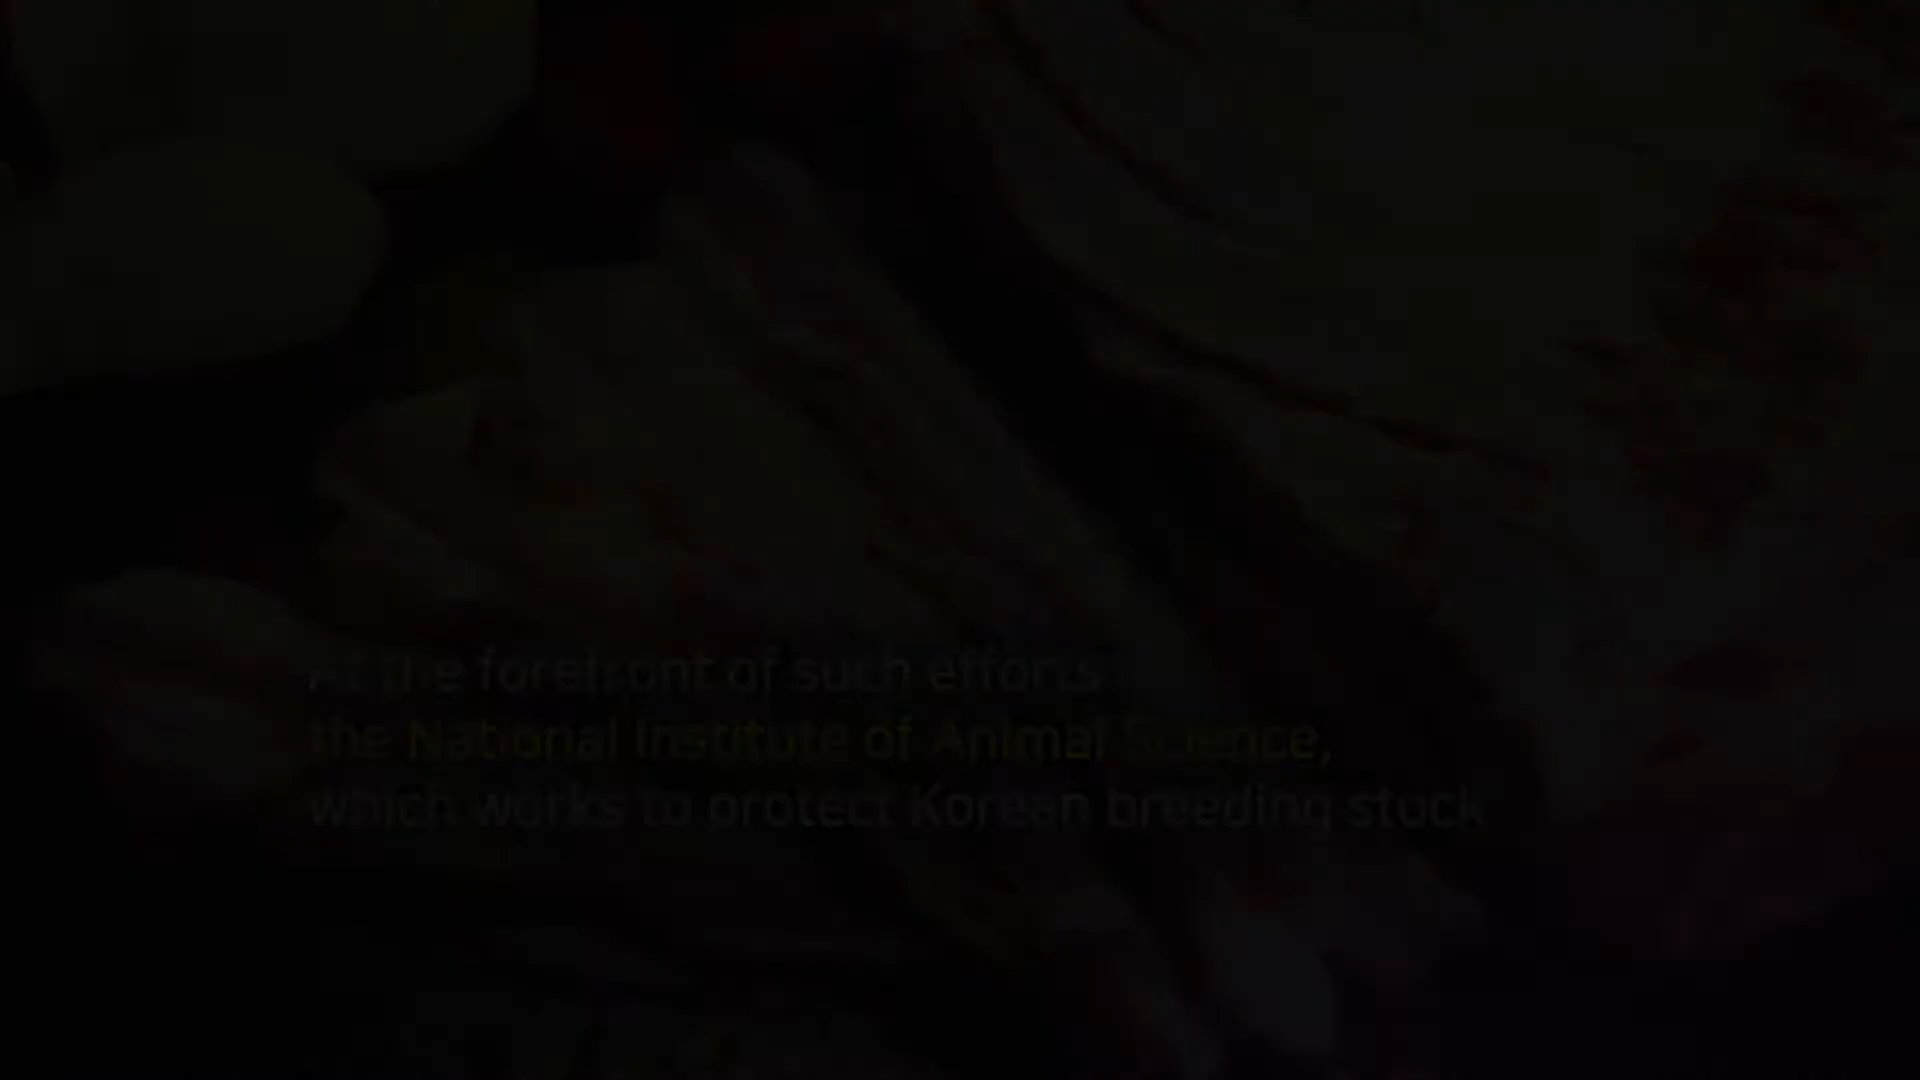 At the forefront of such efforts
the National Institute of Animal Science,
which works to protect Korean breeding stock